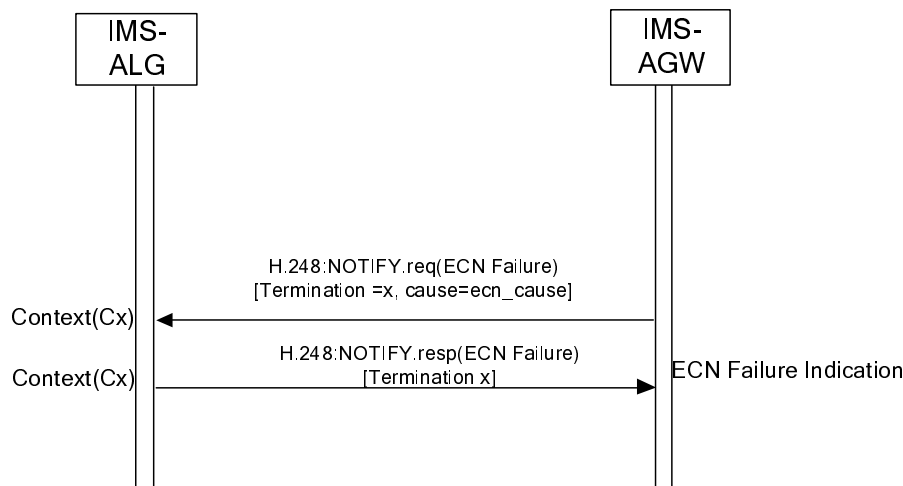 IMS-
ALG
IMS-
AGW
H.248:NOTIFY.req(ECN Failure)
[Termination =x, cause=ecn_cause]
Context(Cx)
H.248:NOTIFY.resp(ECN Failure)
Context(Cx)
[Termination x]
ECN Failure Indication